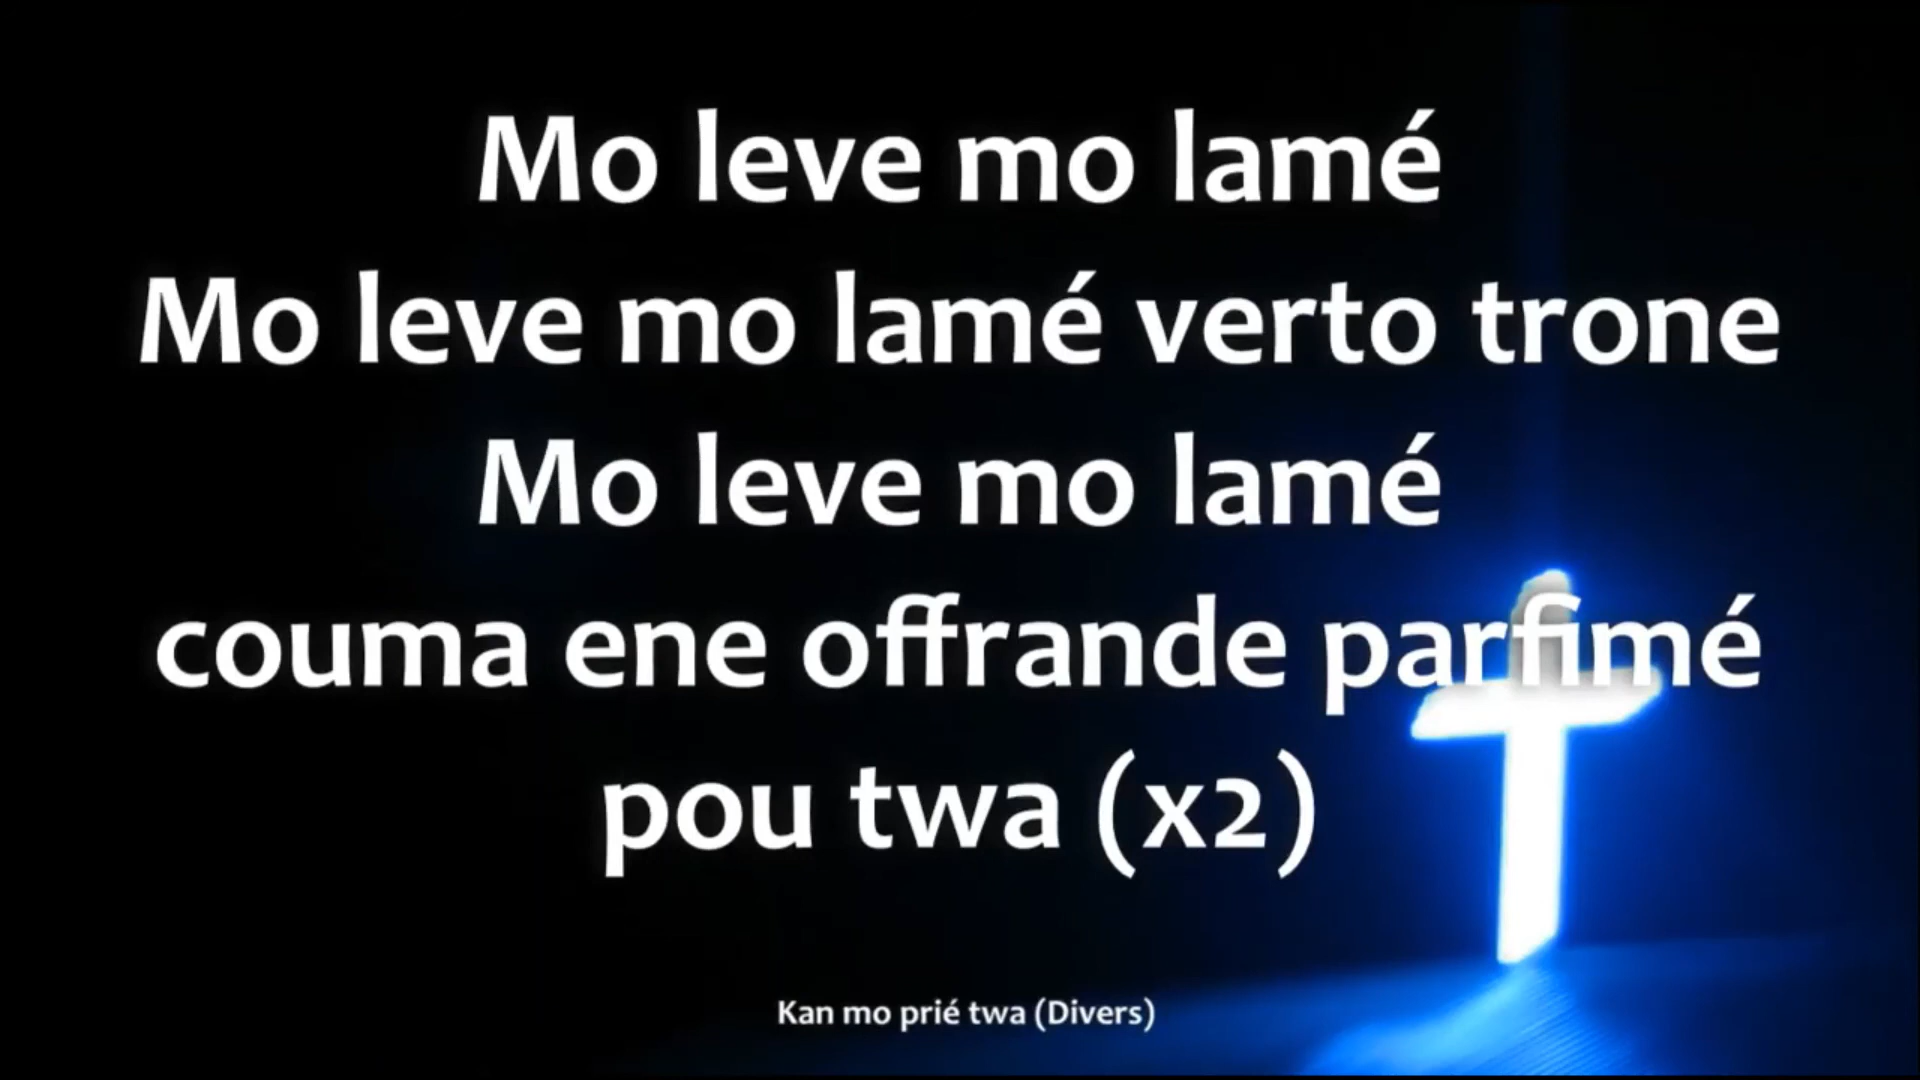 Mo leve mo lamé
Mo leve mo lamé verto trone
Mo leve mo lamé
couma ene offrande parfimé
pou twa (x2)
Kan mo prié twa (Divers)